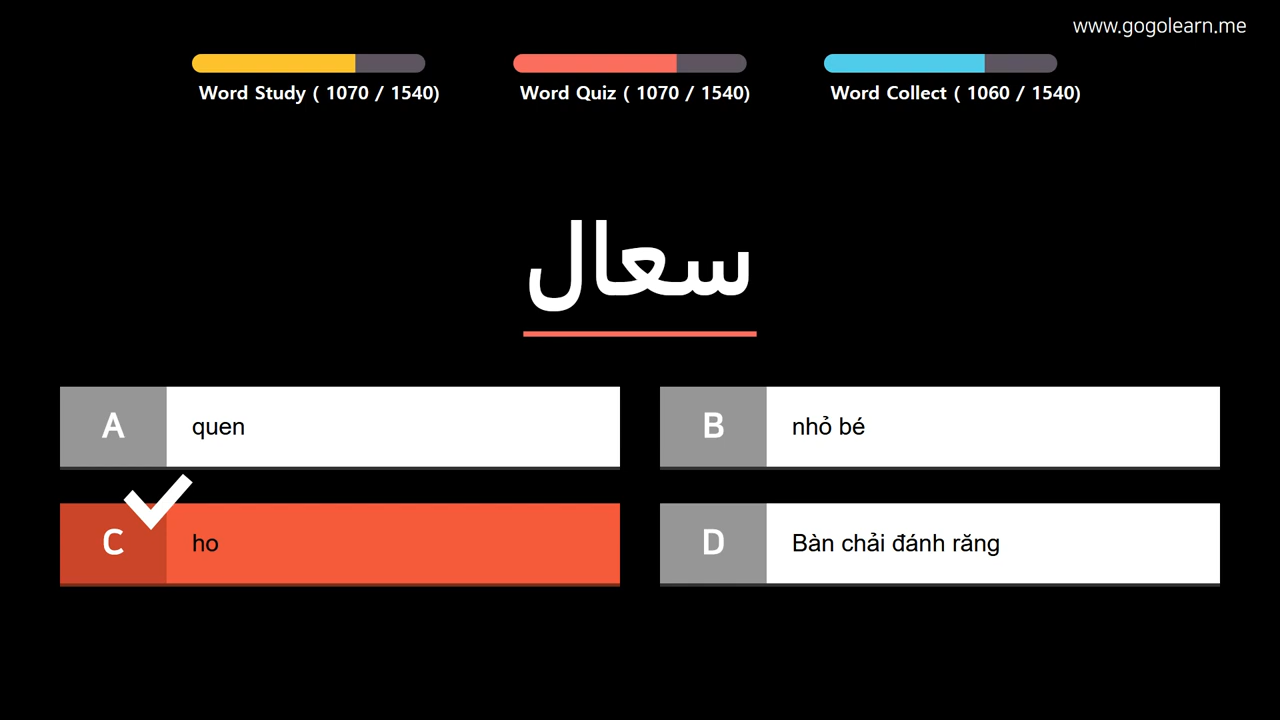 www.gogolearn.me
Word Study ( 1070 / 1540)
Word Quiz ( 1070 / 1540)
Word Collect ( 1060 / 1540)
سعال
A quen
B nhỏ bé
C ho
D Bàn chải đánh răng